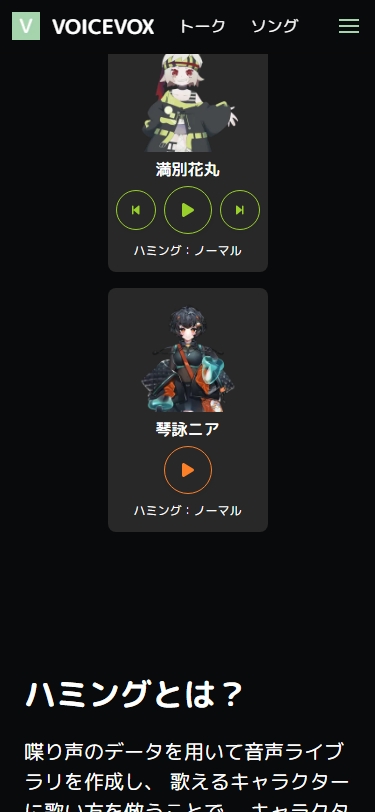 V VOICEVOX トーク ソング
満別花丸
ハミング：ノーマル
琴詠ニア
ハミング：ノーマル
ハミングとは？
喋り声のデータを用いて音声ライブ
ラリを作成し、 歌えるキャラクター
に歌い方を倣うことで、 キャラクタ